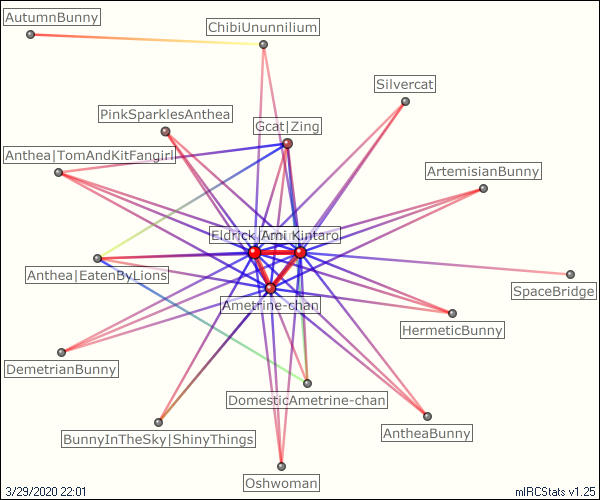 AutumnBunny
ChibiUnunnilium
Silvercat
PinkSparklesAnthea
Gcat|Zing
Anthea|TomAndKitFangirl
ArtemisianBunny
Eldrick
Ami Kintaro
Anthea|EatenByLions
SpaceBridge
Ametrine-chan
HermeticBunny
DemetrianBunny
DomesticAmetrine-chan
AntheaBunny
BunnyInTheSky|ShinyThings
Oshwoman
3/29/2020 22:01
mIRCStats v1.25